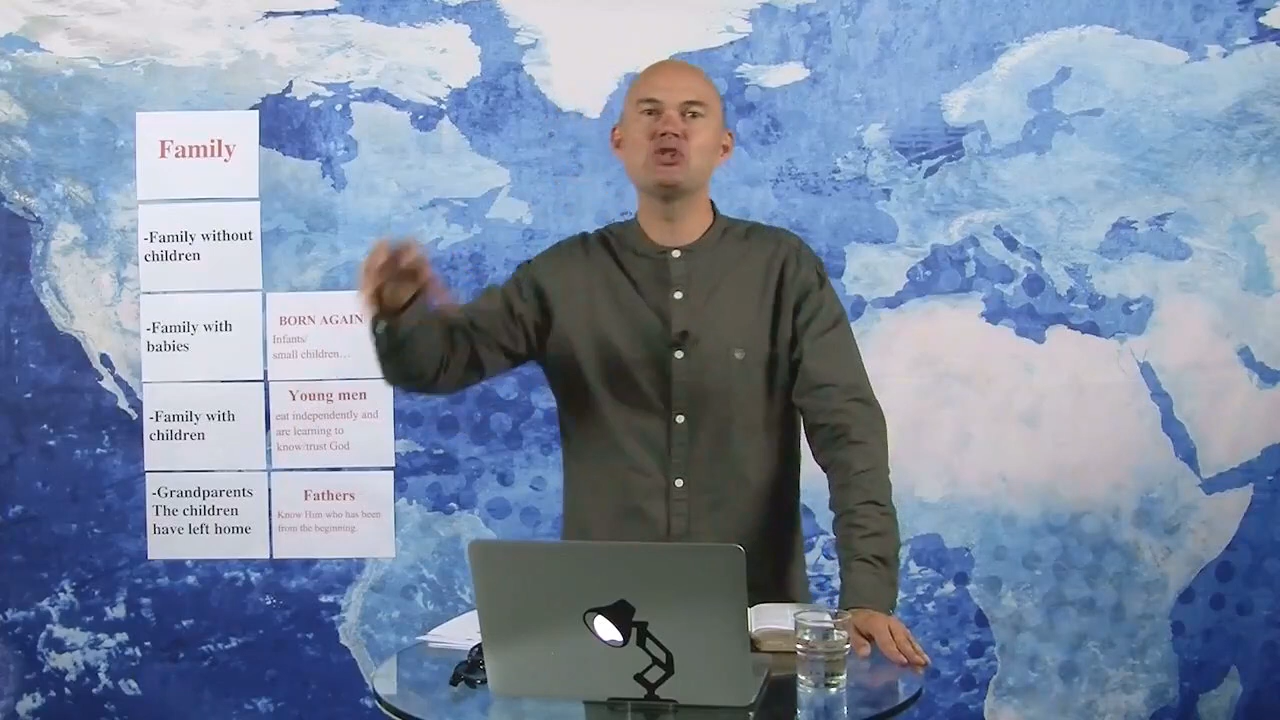 Family
-Family without
children
-Family with
babies
BORN AGAIN
Infants/
small children…
-Family with
children
Young men
eat independently and
are learning to
know/trust God
-Grandparents
The children
have left home
Fathers
Know Him who has been
from the beginning.